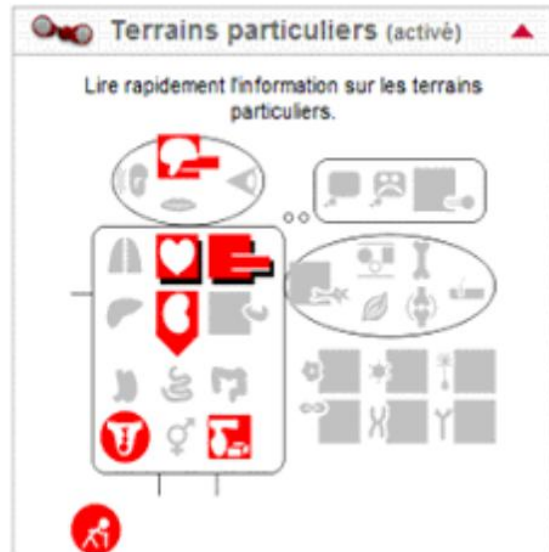 Terrains particuliers (activé)
Lire rapidement l'information sur les terrains
particuliers.